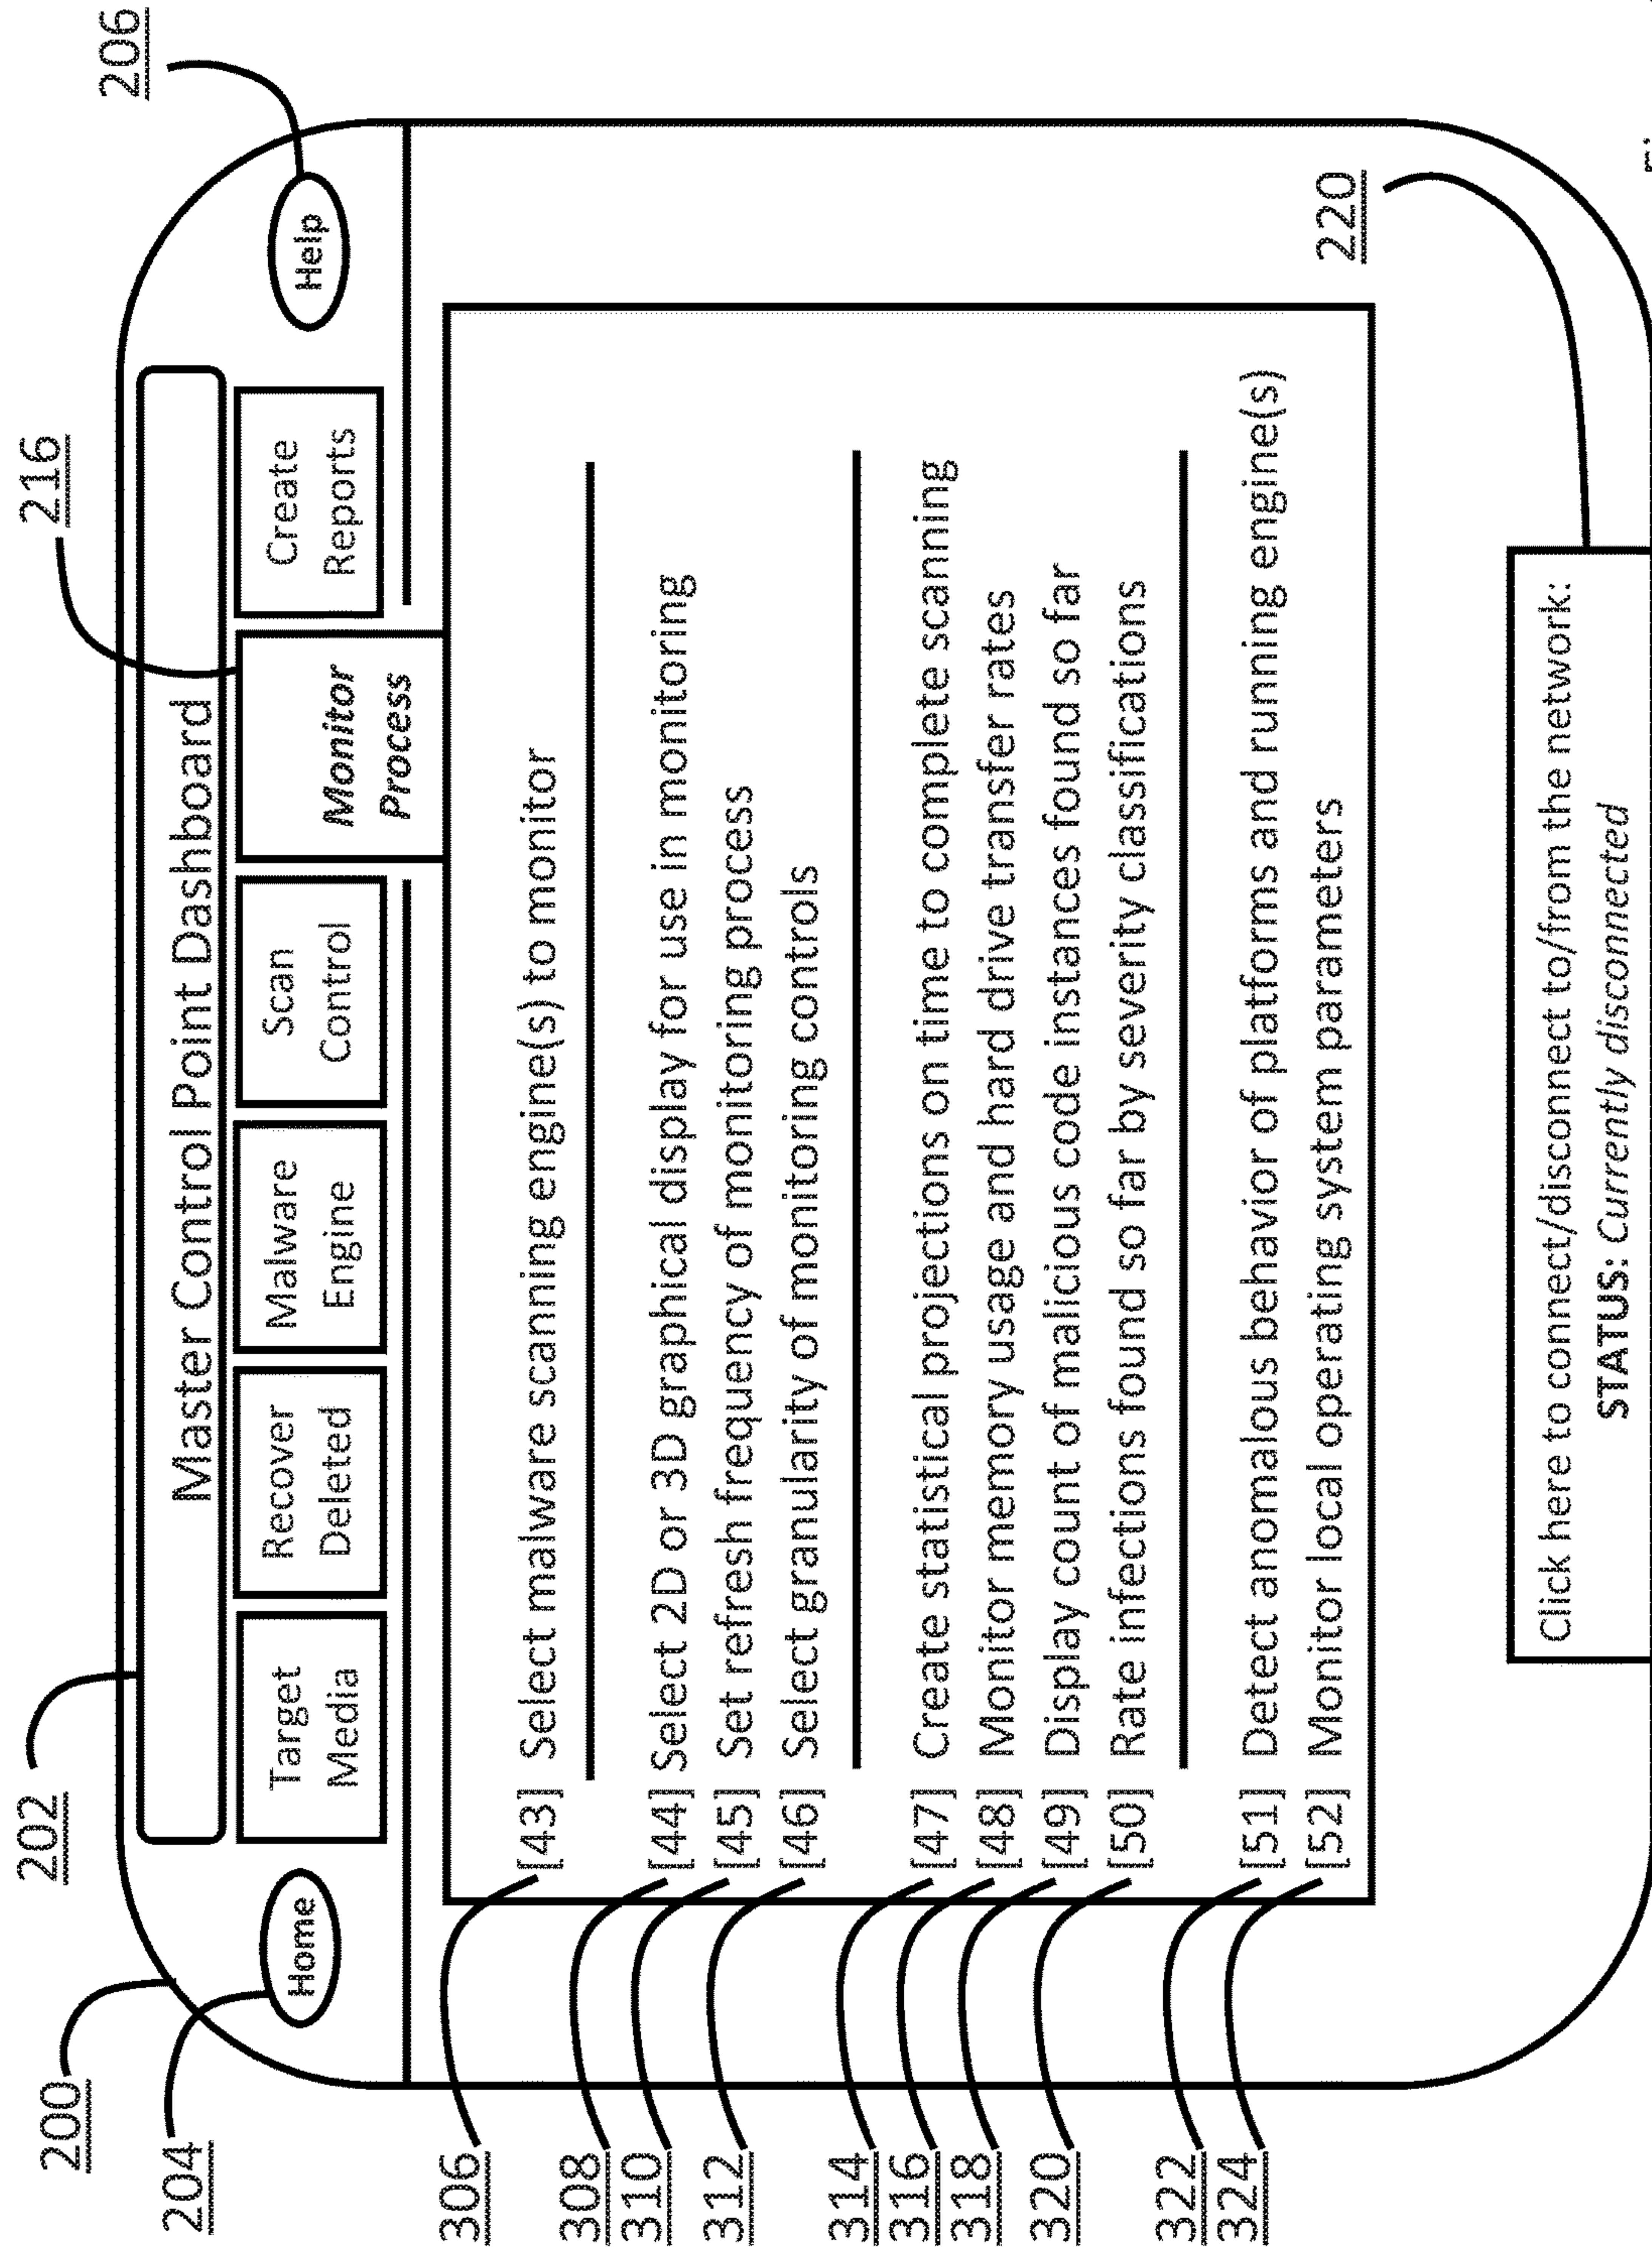 200
202
204
206
216
Master Control Point Dashboard
Home
Target
Media
Recover
Deleted
Malware
Engine
Scan
Control
Monitor
Process
Create
Reports
Help
306
[43] Select malware scanning engine(s) to monitor
308
[44] Select 2D or 3D graphical display for use in monitoring
310
[45] Set refresh frequency of monitoring process
312
[46] Select granularity of monitoring controls
314
[47] Create statistical projections on time to complete scanning
316
[48] Monitor memory usage and hard drive transfer rates
318
[49] Display count of malicious code instances found so far
320
[50] Rate infections found so far by severity classifications
322
[51] Detect anomalous behavior of platforms and running engine(s)
324
[52] Monitor local operating system parameters
220
Click here to connect/disconnect to/from the network:
STATUS: Currently disconnected